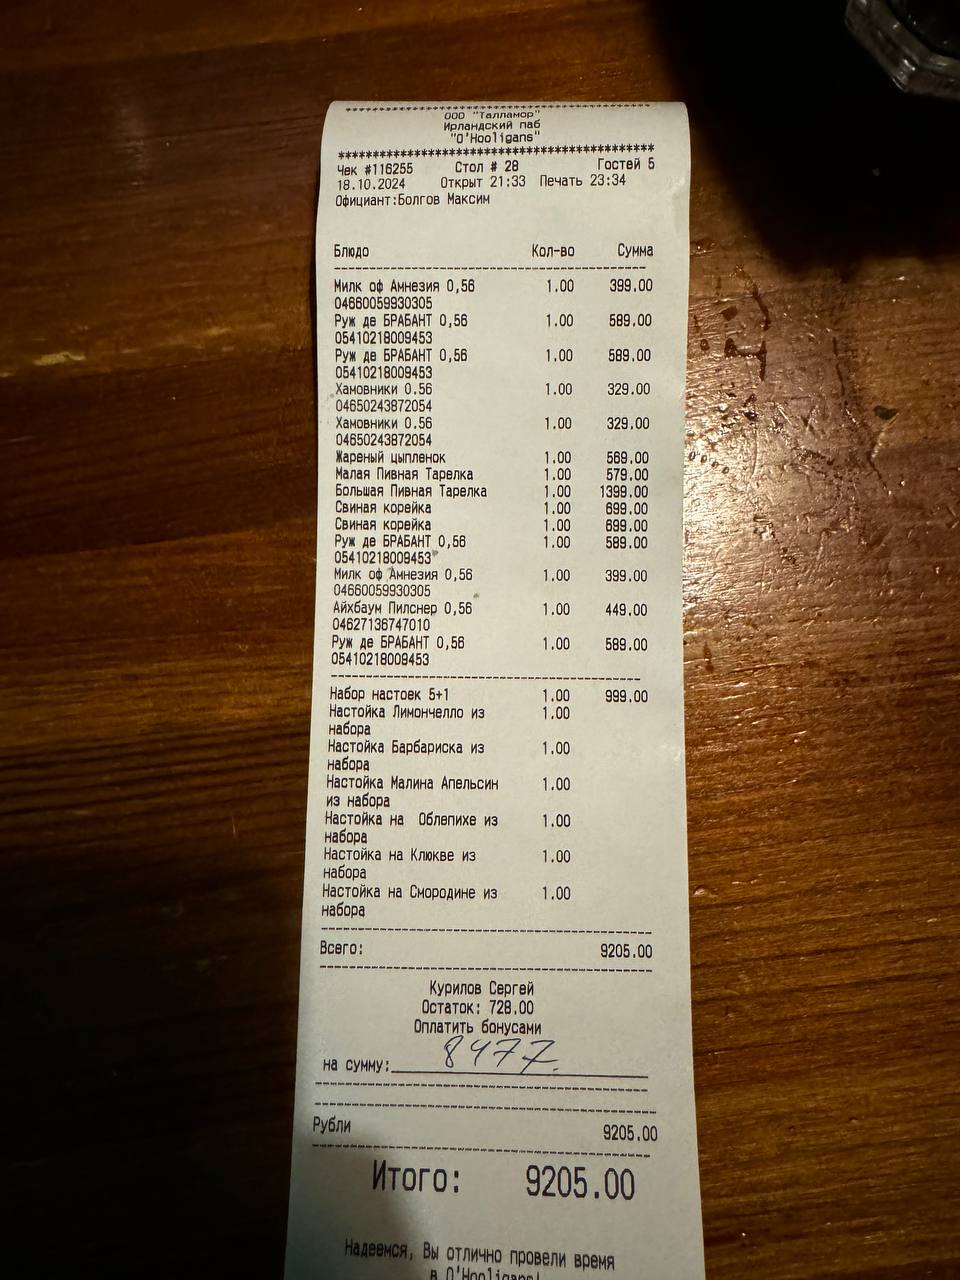 ООО "Талламор"
Ирландский паб
"O'Hooligans"
*********************************************
Чек #116255 Стол # 28 Гостей 5
18.10.2024 Открыт 21:33 Печать 23:34
Официант:Болгов Максим
Блюдо Кол-во Сумма
Милк оф Амнезия 0,56 1.00 399.00
04660059930305
Руж де БРАБАНТ 0,56 1.00 589.00
05410218009453
Руж де БРАБАНТ 0,56 1.00 589.00
05410218009453
Хамовники 0.56 1.00 329.00
04650243872054
Хамовники 0.56 1.00 329.00
04650243872054
Жареный цыпленок 1.00 569.00
Малая Пивная Тарелка 1.00 579.00
Большая Пивная Тарелка 1.00 1399.00
Свиная корейка 1.00 699.00
Свиная корейка 1.00 699.00
Руж де БРАБАНТ 0,56 1.00 589.00
05410218009453
Милк оф Амнезия 0,56 1.00 399.00
04660059930305
Айхбаум Пилснер 0,56 1.00 449.00
04627136747010
Руж де БРАБАНТ 0,56 1.00 589.00
05410218009453
Набор настоек 5+1 1.00 999.00
Настойка Лимончелло из 1.00
набора
Настойка Барбариска из 1.00
набора
Настойка Малина Апельсин 1.00
из набора
Настойка на Облепихе из 1.00
набора
Настойка на Клюкве из 1.00
набора
Настойка на Смородине из 1.00
набора
Всего: 9205.00
Курилов Сергей
Остаток: 728.00
Оплатить бонусами
на сумму: 8477.
Рубли 9205.00
Итого: 9205.00
Надеемся, Вы отлично провели время
в O'Hooligans!